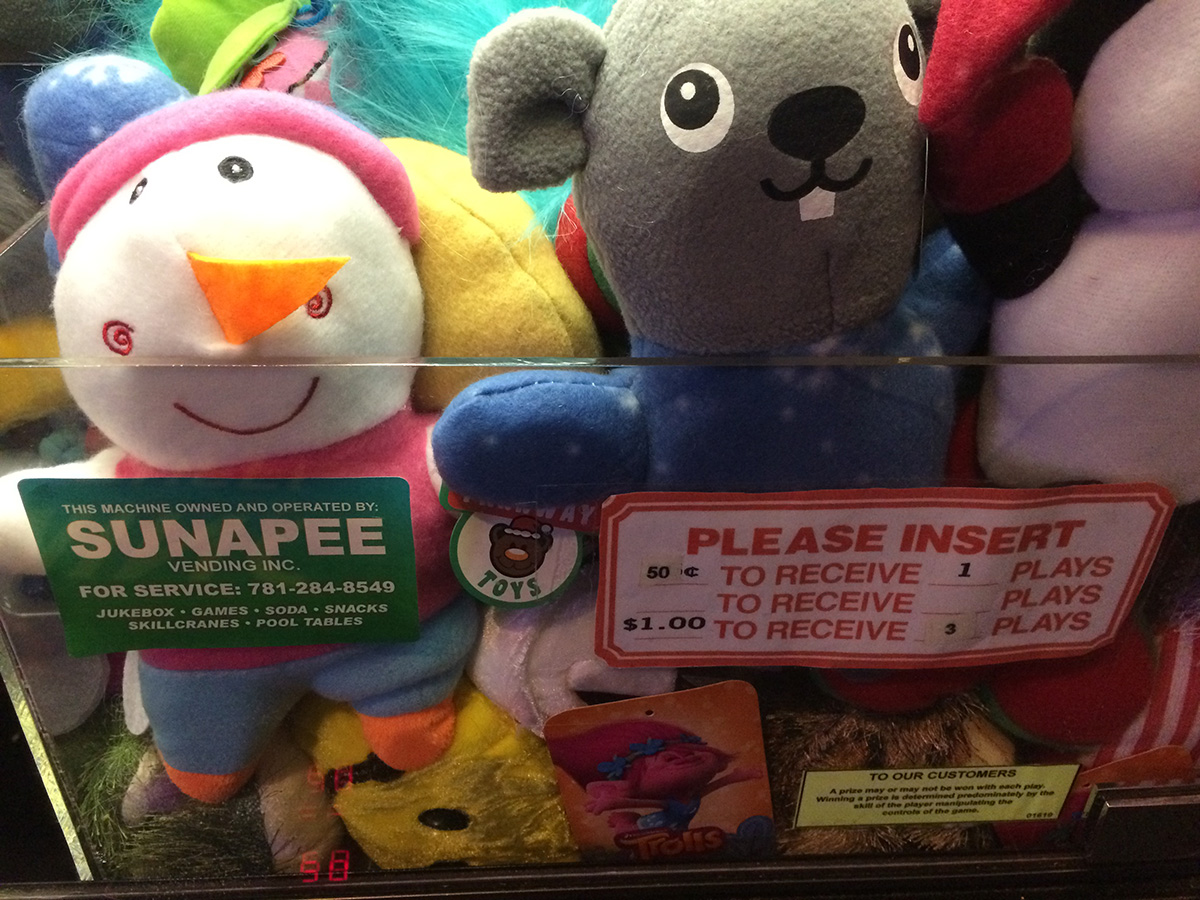 THIS MACHINE OWNED AND OPERATED BY:
SUNAPEE
VENDING INC.
FOR SERVICE: 781-284-8549
JUKEBOX • GAMES • SODA • SNACKS
SKILLCRANES • POOL TABLES
TOYS
PLEASE INSERT
50 ¢ TO RECEIVE 1 PLAYS
TO RECEIVE PLAYS
$1.00 TO RECEIVE 3 PLAYS
Trolls
TO OUR CUSTOMERS
A prize may or may not be won with each play.
Winning a prize is determined predominately by the
skill of the player manipulating the
controls of the game.
01619
58